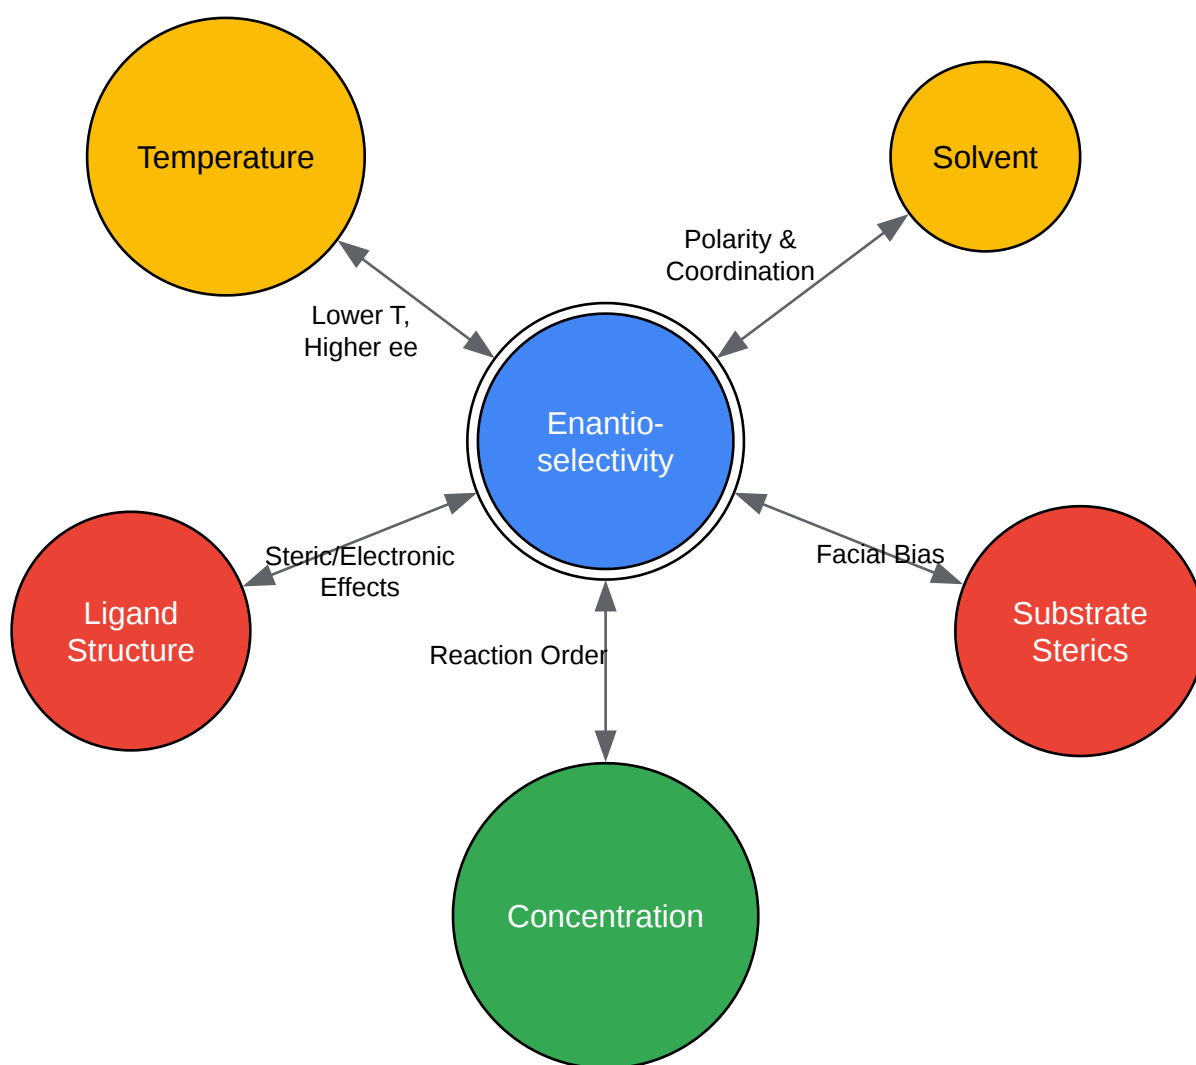 Temperature
Solvent
Polarity &
Coordination
Lower T,
Higher ee
Enantio-
selectivity
Steric/Electronic
Effects
Facial Bias
Ligand
Structure
Substrate
Sterics
Reaction Order
Concentration